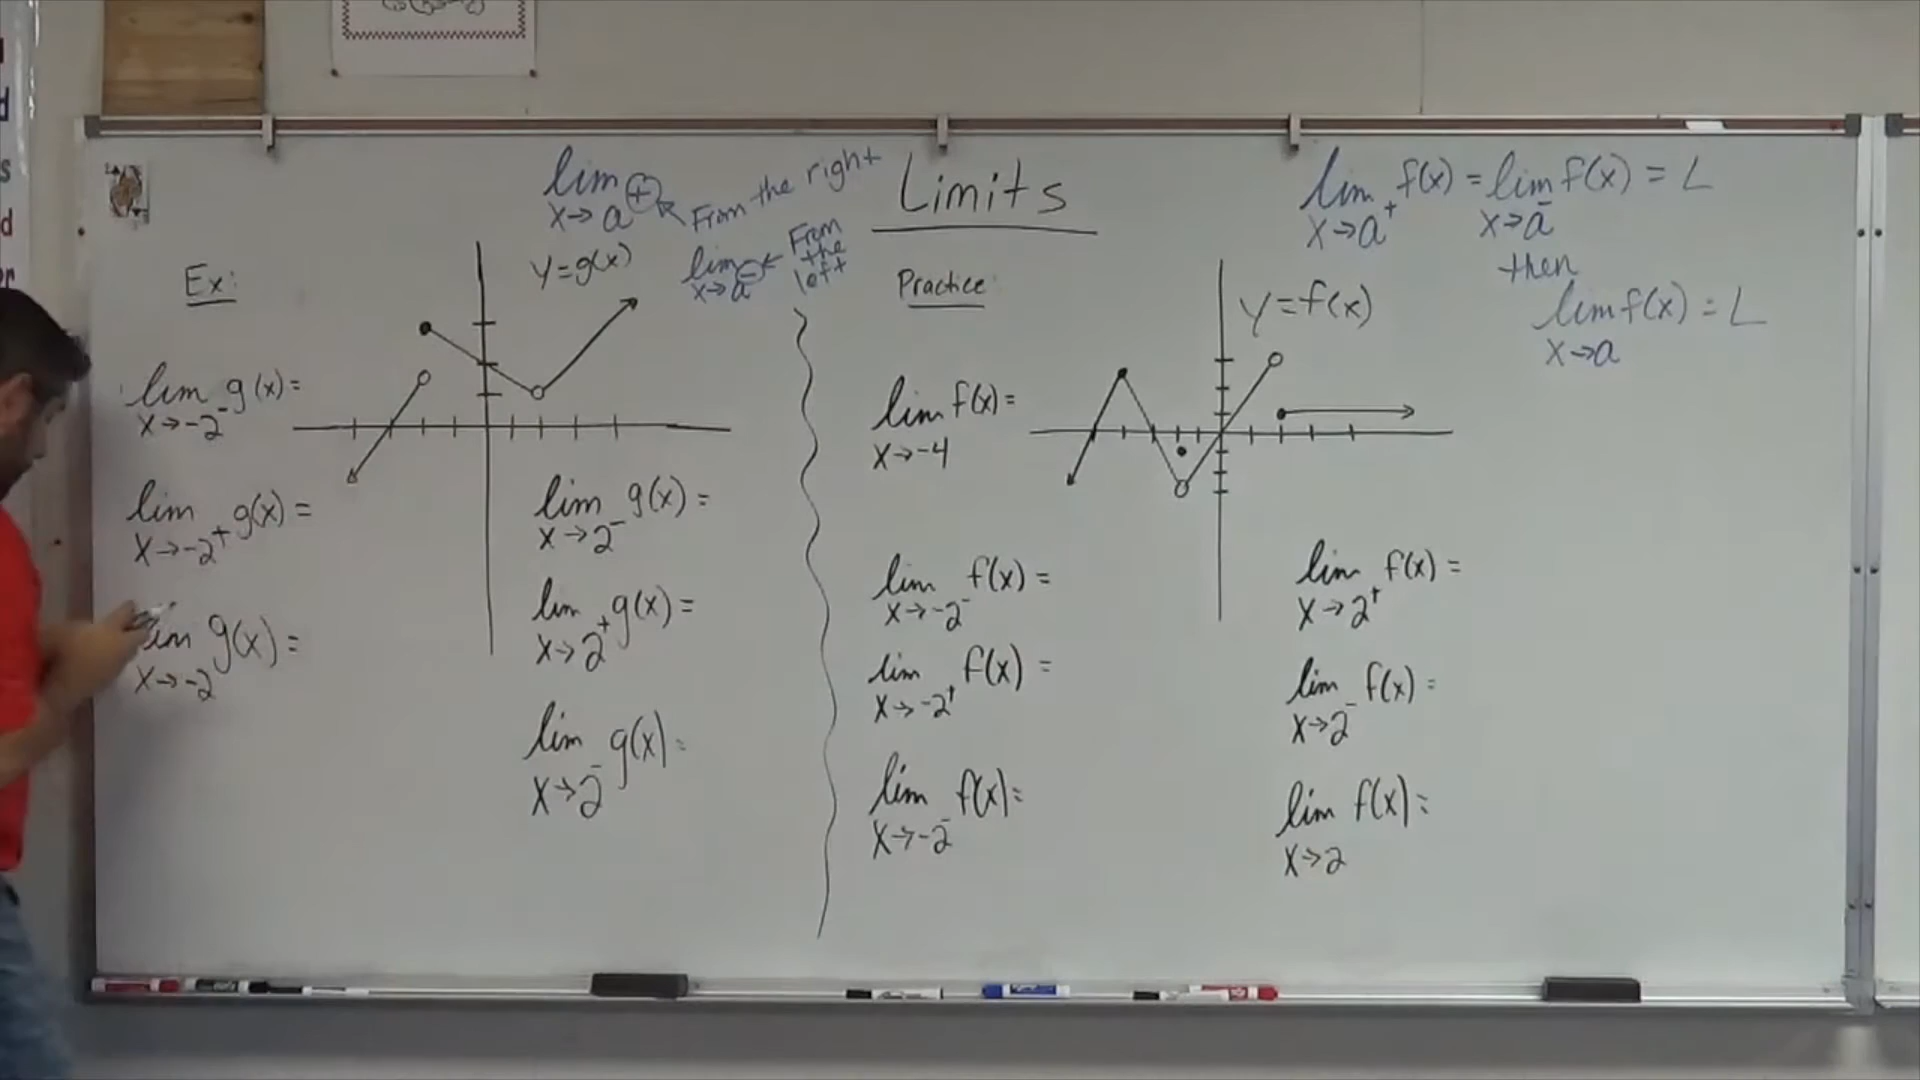 Limits
lim From the right
x→a⁺
lim From the left
x→a⁻
lim f(x) = lim f(x) = L
x→a⁺ x→a⁻
then
lim f(x) = L
x→a
Ex:
y=g(x)
lim g(x)=
x→-2⁻
lim g(x)=
x→-2⁺
lim g(x)=
x→-2
lim g(x)=
x→2⁻
lim g(x)=
x→2⁺
lim g(x)=
x→2⁻
Practice
y=f(x)
lim f(x)=
x→-4
lim f(x)=
x→-2⁻
lim f(x)=
x→-2⁺
lim f(x)=
x→-2⁻
lim f(x)=
x→2⁺
lim f(x)=
x→2⁻
lim f(x)=
x→2